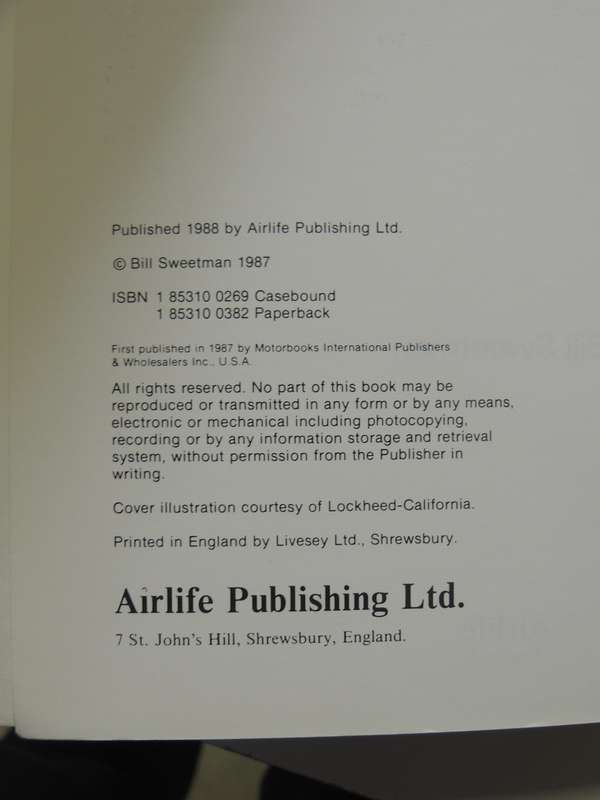 Published 1988 by Airlife Publishing Ltd.
© Bill Sweetman 1987
ISBN 1 85310 0269 Casebound
1 85310 0382 Paperback
First published in 1987 by Motorbooks International Publishers
& Wholesalers Inc., U.S.A.
All rights reserved. No part of this book may be
reproduced or transmitted in any form or by any means,
electronic or mechanical including photocopying,
recording or by any information storage and retrieval
system, without permission from the Publisher in
writing.
Cover illustration courtesy of Lockheed-California.
Printed in England by Livesey Ltd., Shrewsbury.
Airlife Publishing Ltd.
7 St. John's Hill, Shrewsbury, England.